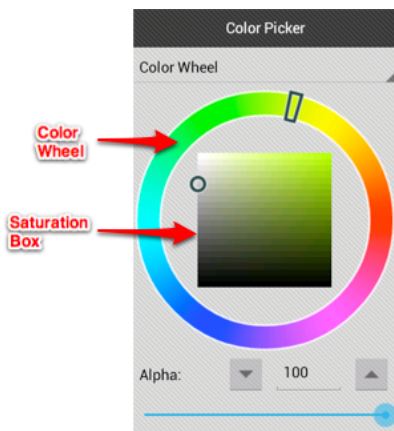 Color Picker
Color Wheel
Color
Wheel
Saturation
Box
Alpha:
100